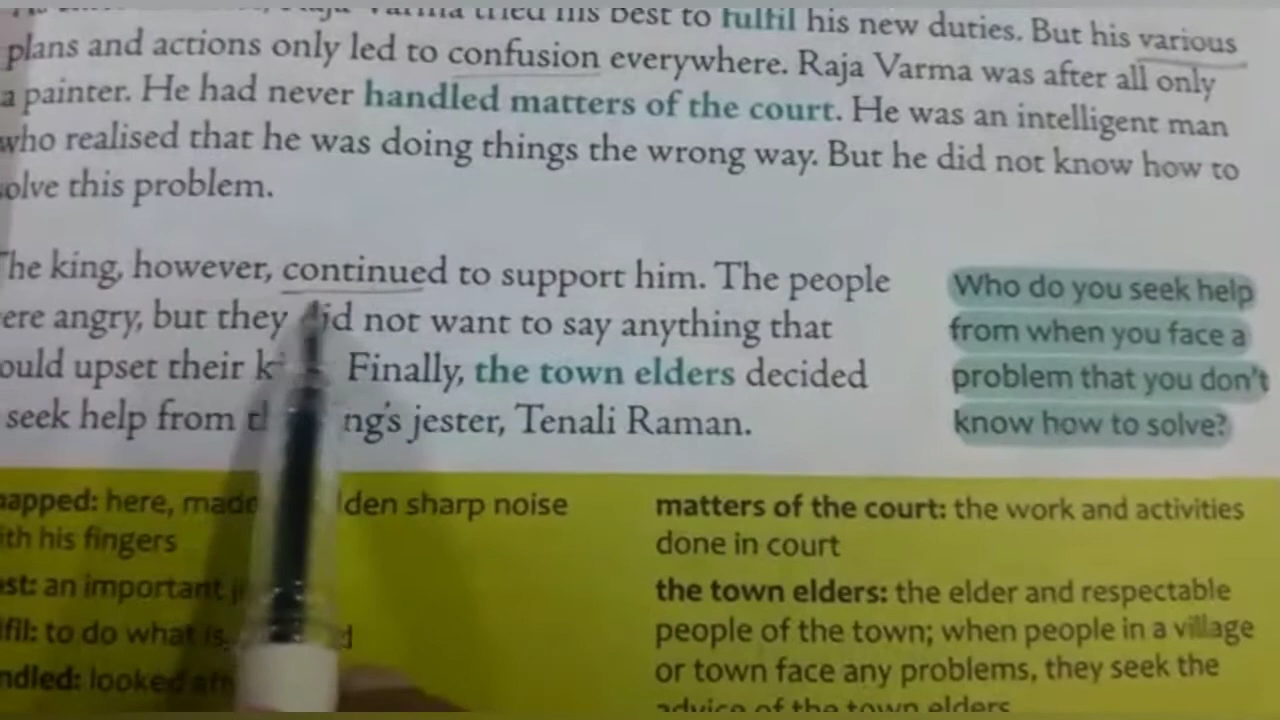 Raja Varma tried his best to fulfil his new duties. But his various
plans and actions only led to confusion everywhere. Raja Varma was after all only
a painter. He had never handled matters of the court. He was an intelligent man
who realised that he was doing things the wrong way. But he did not know how to
solve this problem.
The king, however, continued to support him. The people
ere angry, but they did not want to say anything that
ould upset their k Finally, the town elders decided
seek help from th ng's jester, Tenali Raman.
Who do you seek help
from when you face a
problem that you don't
know how to solve?
apped: here, made dden sharp noise
ith his fingers
st: an important
fil: to do what is
ndled: looked
matters of the court: the work and activities
done in court
the town elders: the elder and respectable
people of the town; when people in a village
or town face any problems, they seek the
advice of the town elders